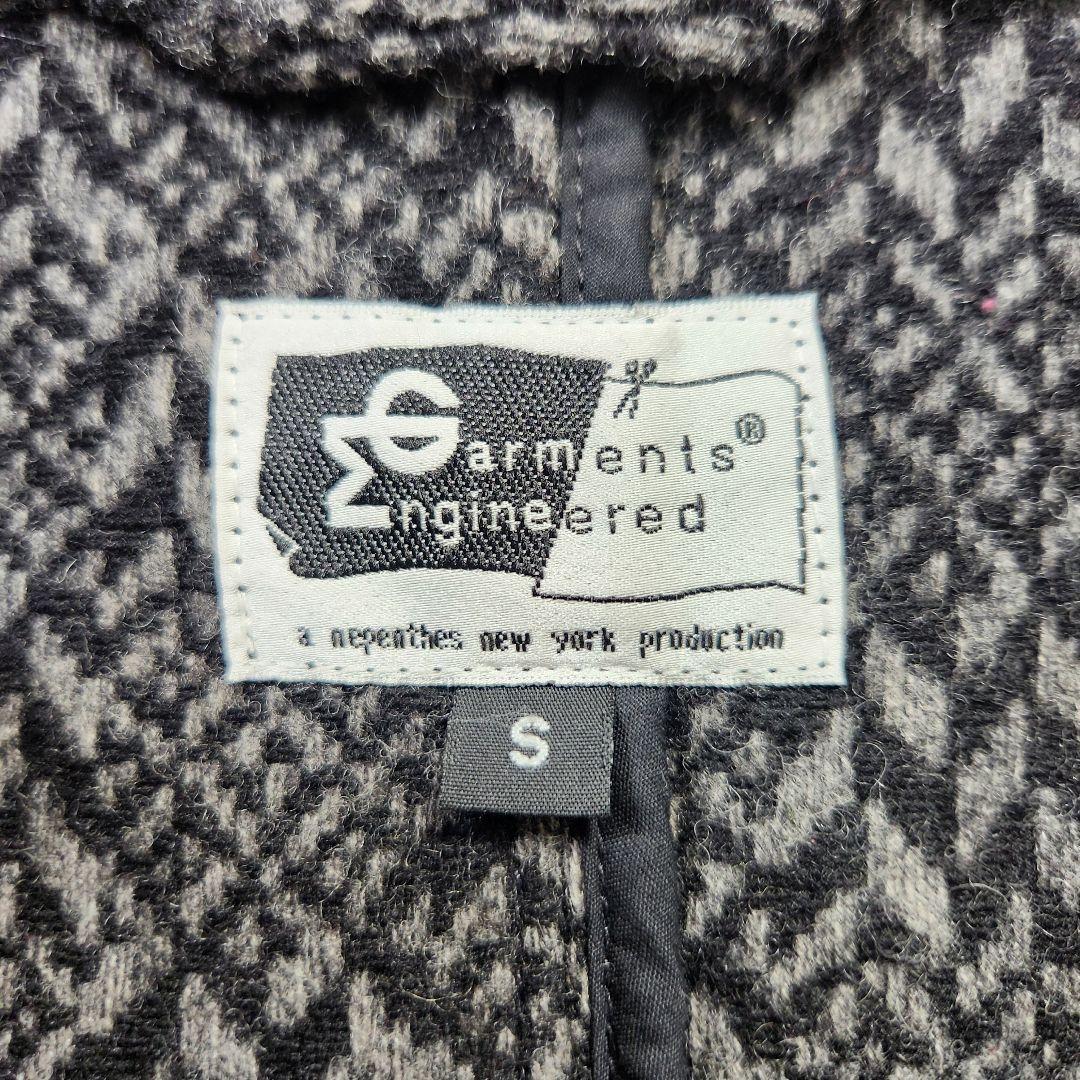 Garments®
Engineered
a nepenthes new york production
S